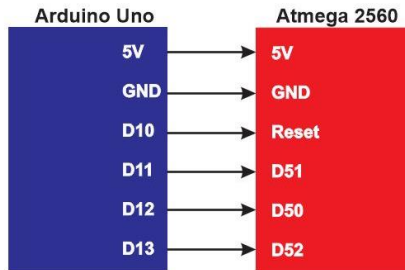 Arduino Uno Atmega 2560
5V 5V
GND GND
D10 Reset
D11 D51
D12 D50
D13 D52